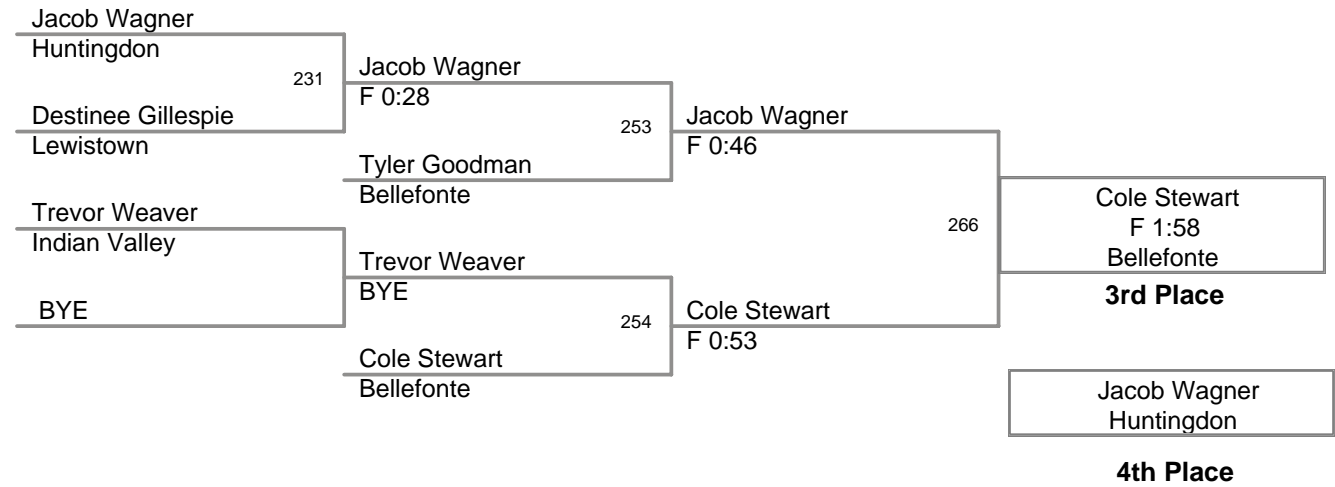 Jacob Wagner
Huntingdon
231
Destinee Gillespie
Lewistown
Trevor Weaver
Indian Valley
BYE
Jacob Wagner
F 0:28
253
Tyler Goodman
Bellefonte
Trevor Weaver
BYE
254
Cole Stewart
Bellefonte
Jacob Wagner
F 0:46
266
Cole Stewart
F 0:53
Cole Stewart
F 1:58
Bellefonte
3rd Place
Jacob Wagner
Huntingdon
4th Place